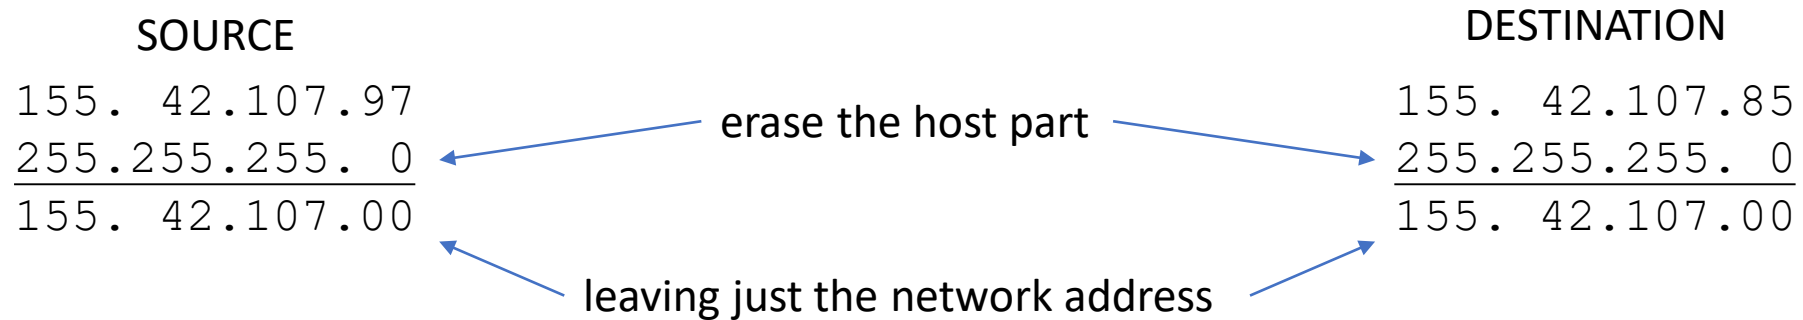 SOURCE
155. 42.107.97
255.255.255. 0
155. 42.107.00
erase the host part
leaving just the network address
DESTINATION
155. 42.107.85
255.255.255. 0
155. 42.107.00